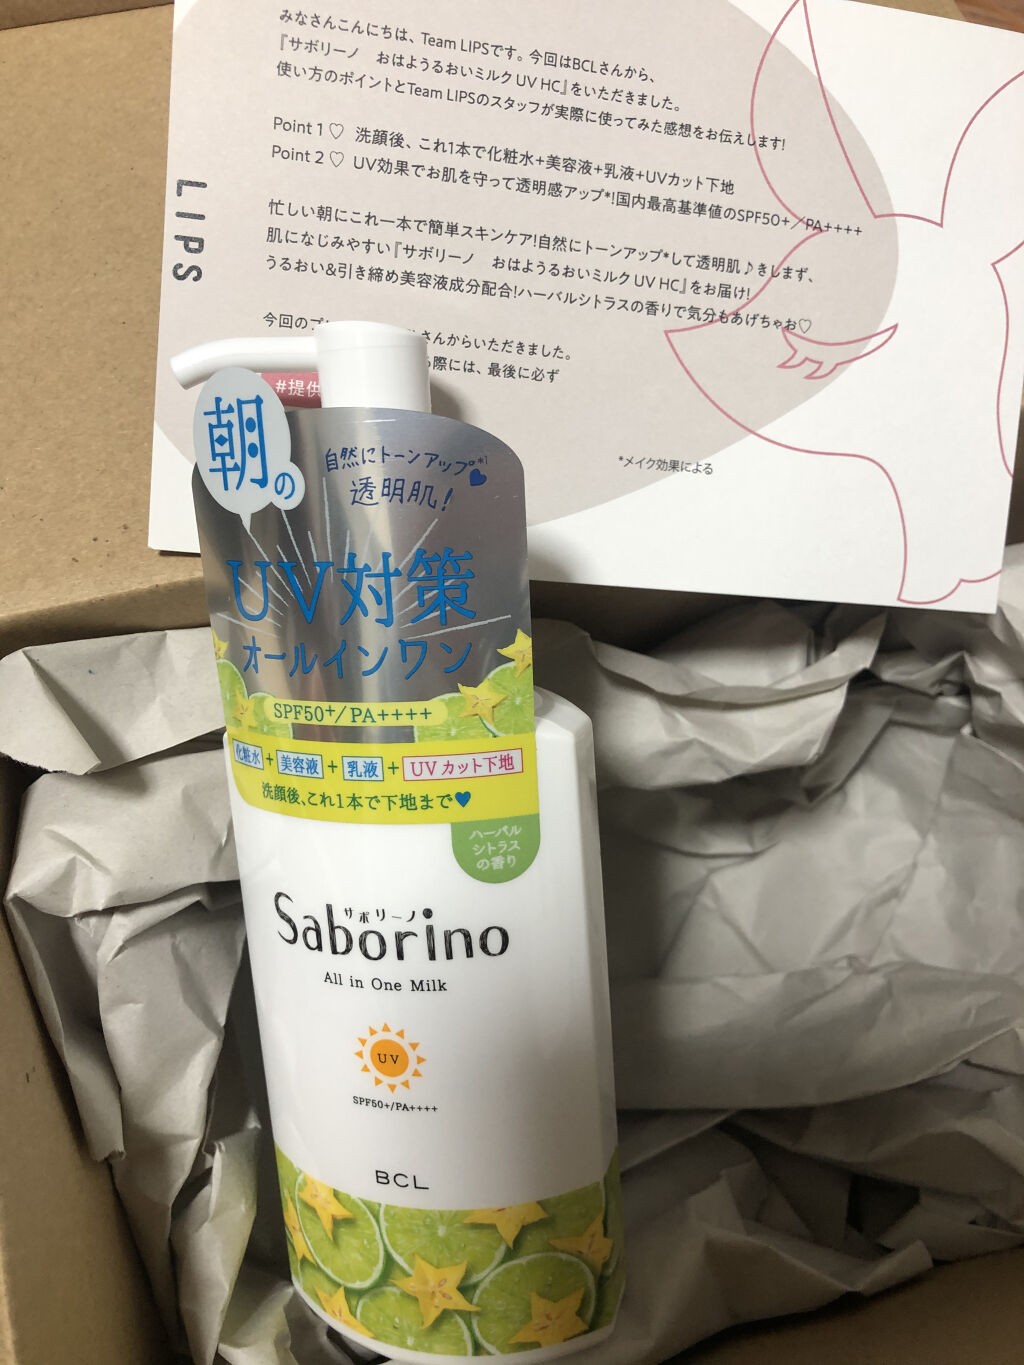 みなさんこんにちは、Team LIPSです。今回はBCLさんから、
『サボリーノ　おはようるおいミルク UV HC』をいただきました。
使い方のポイントとTeam LIPSのスタッフが実際に使ってみた感想をお伝えします!
Point 1 ♡ 洗顔後、これ1本で化粧水+美容液+乳液+UVカット下地
Point 2 ♡ UV効果でお肌を守って透明感アップ*!国内最高基準値のSPF50+/PA++++
忙しい朝にこれ一本で簡単スキンケア!自然にトーンアップ*して透明肌♪きしまず、
肌になじみやすい『サボリーノ　おはようるおいミルク UV HC』をお届け!
うるおい&引き締め美容液成分配合!ハーバルシトラスの香りで気分もあげちゃお♡
今回のプ
さんからいただきました。
際には、最後に必ず
#提供
*メイク効果による
LIPS
朝の
自然にトーンアップ*1
透明肌!
UV対策
オールインワン
SPF50+/PA++++
化粧水+美容液+乳液+UVカット下地
洗顔後、これ1本で下地まで♥
ハーバル
シトラス
の香り
サボリーノ
Saborino
All in One Milk
UV
SPF50+/PA++++
BCL